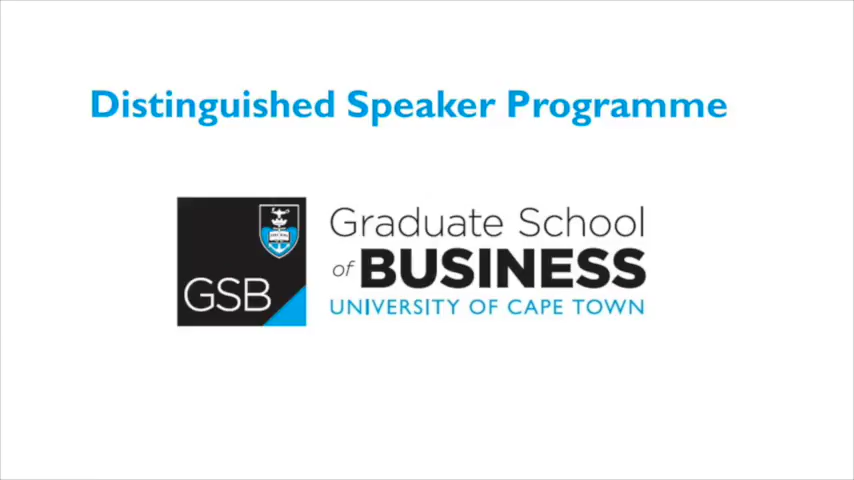 Distinguished Speaker Programme
GSB
Graduate School
of BUSINESS
UNIVERSITY OF CAPE TOWN